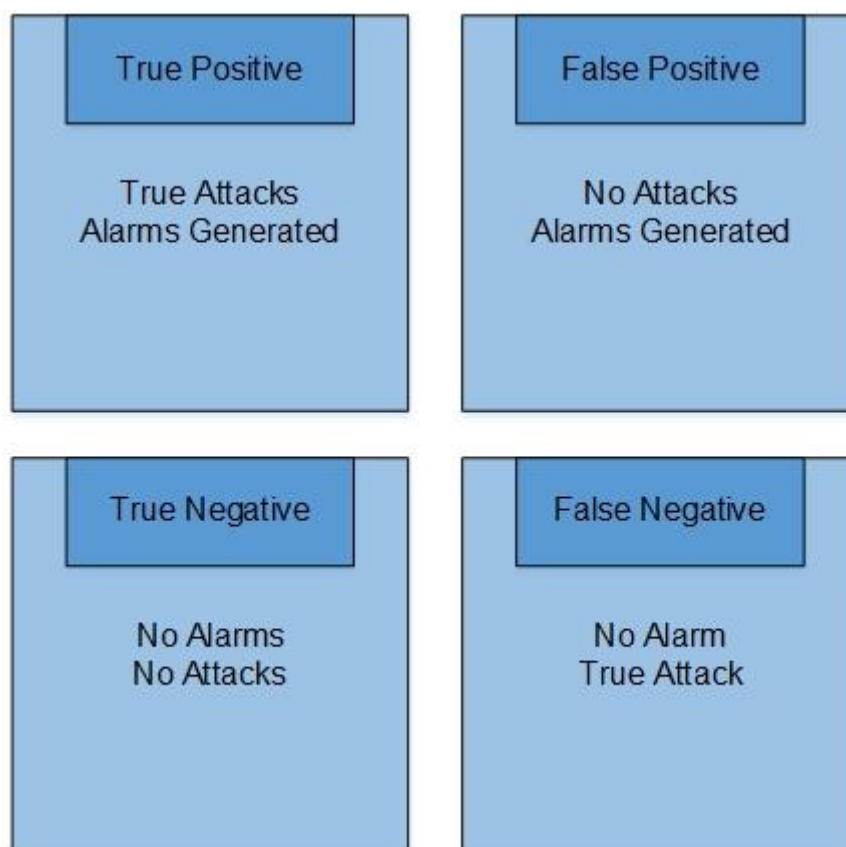 True Positive
True Attacks
Alarms Generated
False Positive
No Attacks
Alarms Generated
True Negative
No Alarms
No Attacks
False Negative
No Alarm
True Attack